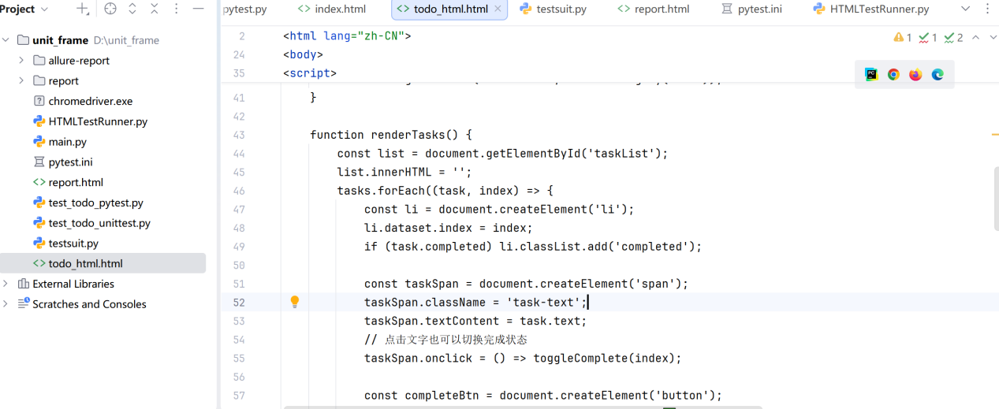 Project
pytest.py
index.html
todo_html.html
testsuit.py
report.html
pytest.ini
HTMLTestRunner.py
unit_frame D:\unit_frame
allure-report
report
chromedriver.exe
HTMLTestRunner.py
main.py
pytest.ini
report.html
test_todo_pytest.py
test_todo_unittest.py
testsuit.py
todo_html.html
External Libraries
Scratches and Consoles
1 1 2
2 <html lang="zh-CN">
24 <body>
35 <script>
41 }
42
43 function renderTasks() {
44 const list = document.getElementById('taskList');
45 list.innerHTML = '';
46 tasks.forEach((task, index) => {
47 const li = document.createElement('li');
48 li.dataset.index = index;
49 if (task.completed) li.classList.add('completed');
50
51 const taskSpan = document.createElement('span');
52 taskSpan.className = 'task-text';
53 taskSpan.textContent = task.text;
54 // 点击文字也可以切换完成状态
55 taskSpan.onclick = () => toggleComplete(index);
56
57 const completeBtn = document.createElement('button');